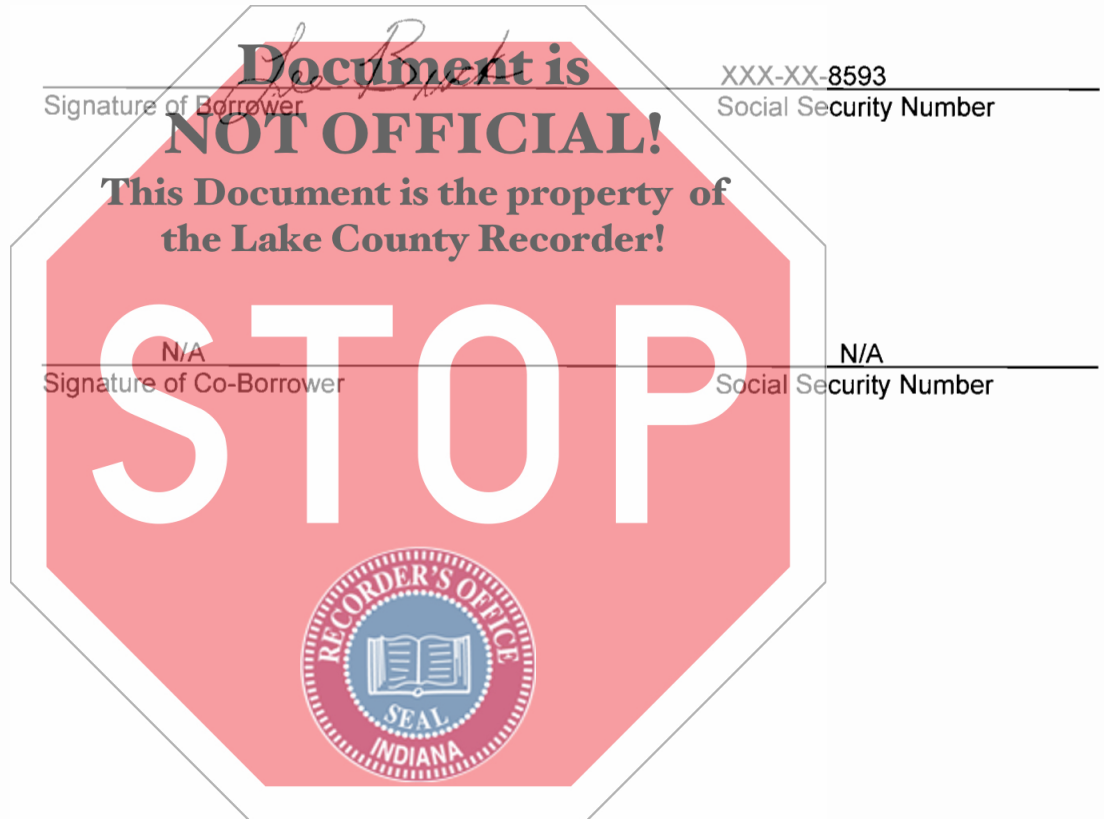 Document is
Lee
XXX-XX-8593
Signature of Borrower
Social Security Number
NOT OFFICIAL!
This Document is the property of
the Lake County Recorder!
STOP
N/A
N/A
Signature of Co-Borrower
Social Security Number
RECORDER'S OFFICE
SEAL
INDIANA